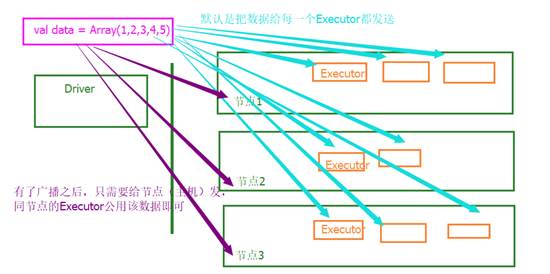 val data = Array(1,2,3,4,5)
默认是把数据给每一个Executor都发送
Driver
Executor
节点1
Executor
节点2
有了广播之后，只需要给节点（主机）发，
同节点的Executor公用该数据即可
Executor
节点3